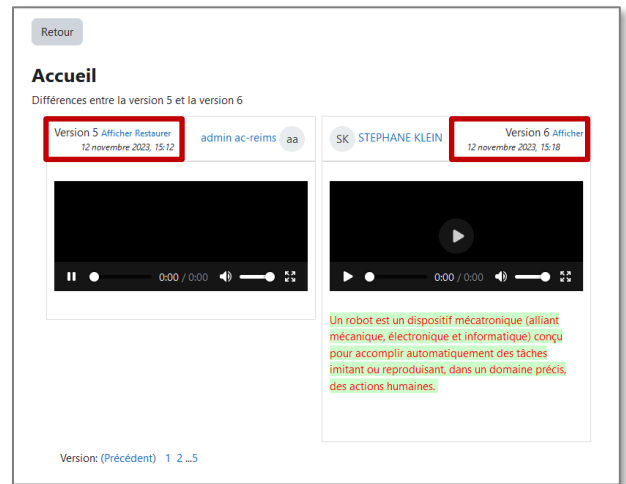 Retour
Accueil
Différences entre la version 5 et la version 6
Version 5 Afficher Restaurer
12 novembre 2023, 15:12
admin ac-reims aa
SK STEPHANE KLEIN
Version 6 Afficher
12 novembre 2023, 15:18
0:00 / 0:00
0:00 / 0:00
Un robot est un dispositif mécatronique (alliant
mécanique, électronique et informatique) conçu
pour accomplir automatiquement des tâches
imitant ou reproduisant, dans un domaine précis,
des actions humaines.
Version: (Précédent) 1 2 ...5